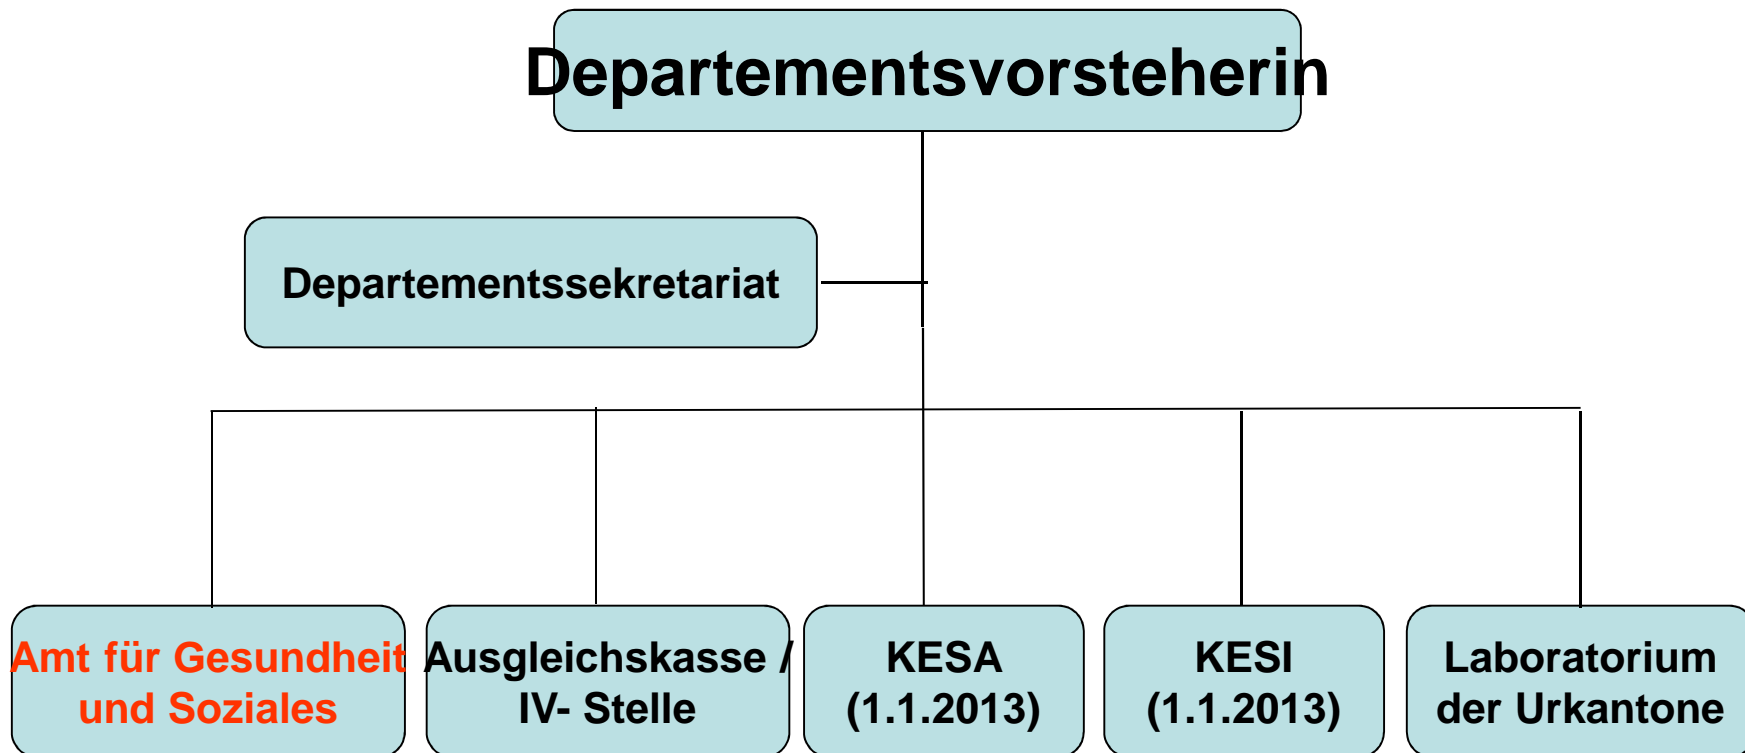 Departementsvorsteherin
Departementssekretariat
Amt für Gesundheit
und Soziales
Ausgleichskasse /
IV- Stelle
KESA
(1.1.2013)
KESI
(1.1.2013)
Laboratorium
der Urkantone